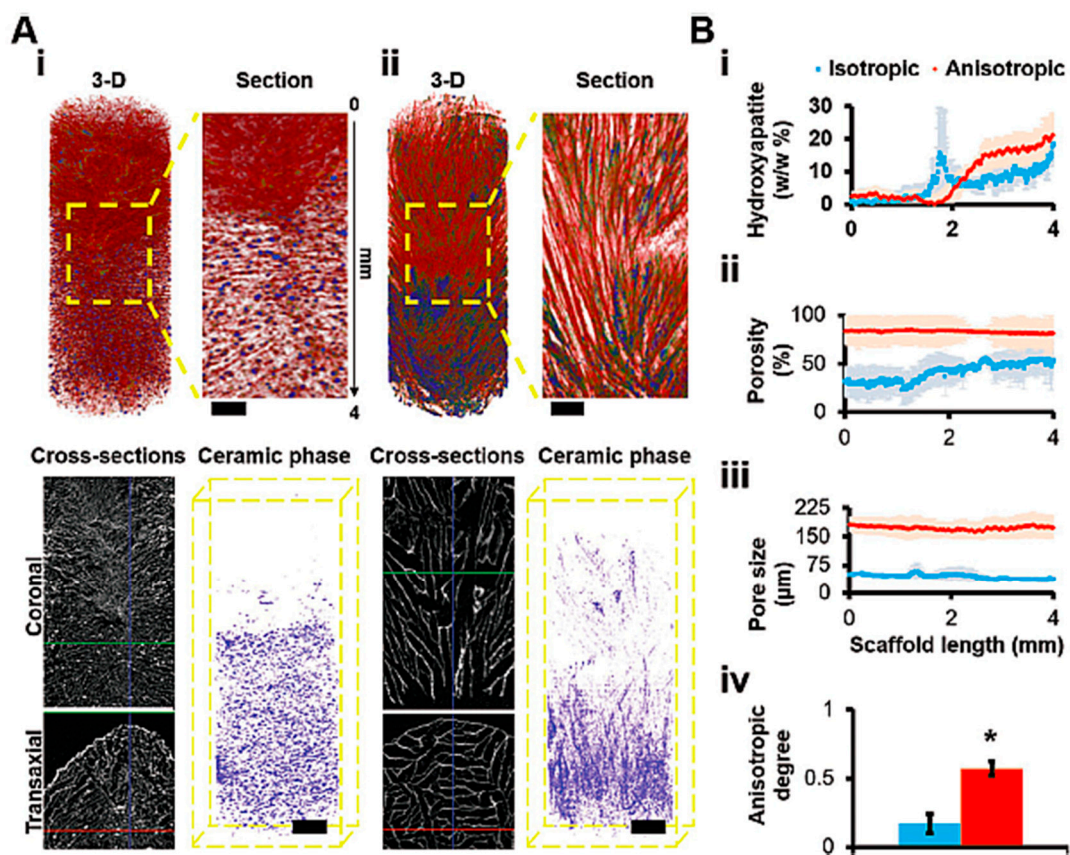 A
i
3-D
Section
0
mm
4
ii
3-D
Section
Cross-sections
Ceramic phase
Cross-sections
Ceramic phase
Coronal
Transaxial
B
Isotropic
Anisotropic
i
Hydroxyapatite
(w/w %)
30
20
10
0
0
2
4
ii
Porosity
(%)
100
50
0
0
2
4
iii
Pore size
(µm)
225
150
75
0
0
2
4
Scaffold length (mm)
iv
Anisotropic
degree
1
0.5
0
*